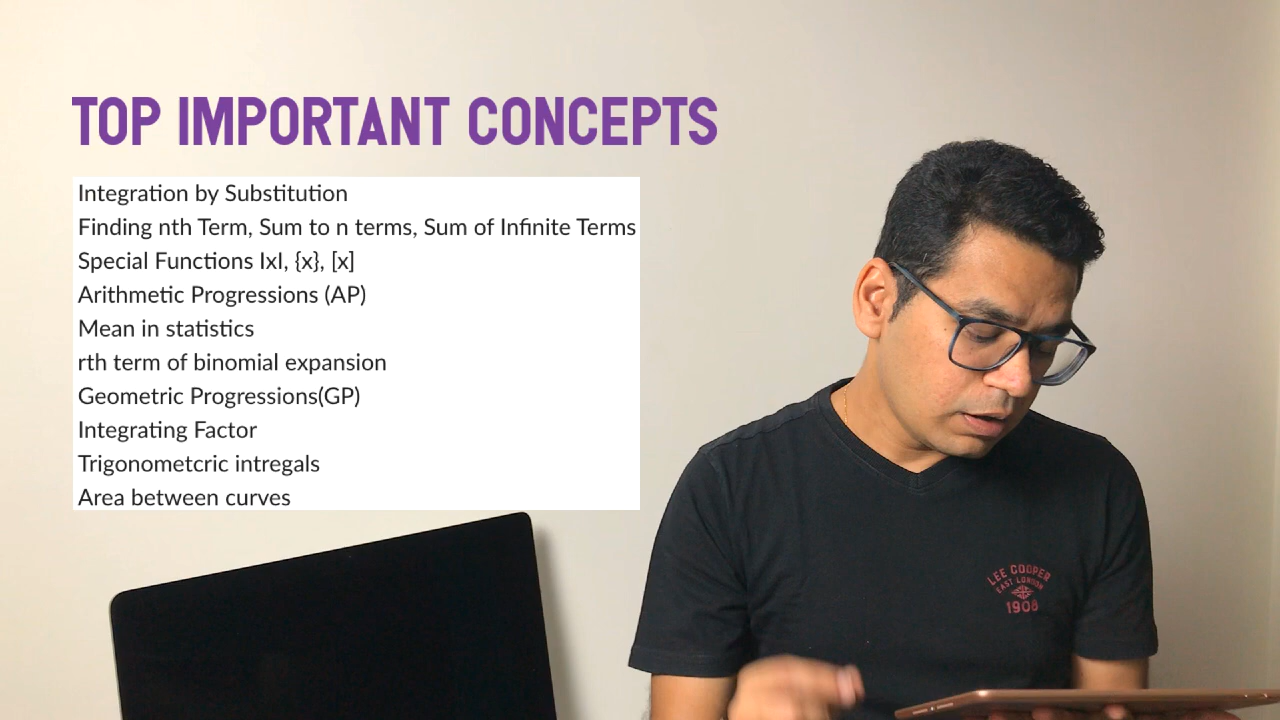 TOP IMPORTANT CONCEPTS
Integration by Substitution
Finding nth Term, Sum to n terms, Sum of Infinite Terms
Special Functions IxI, {x}, [x]
Arithmetic Progressions (AP)
Mean in statistics
rth term of binomial expansion
Geometric Progressions(GP)
Integrating Factor
Trigonometcric intregals
Area between curves
LEE COOPER
EAST LONDON
1908